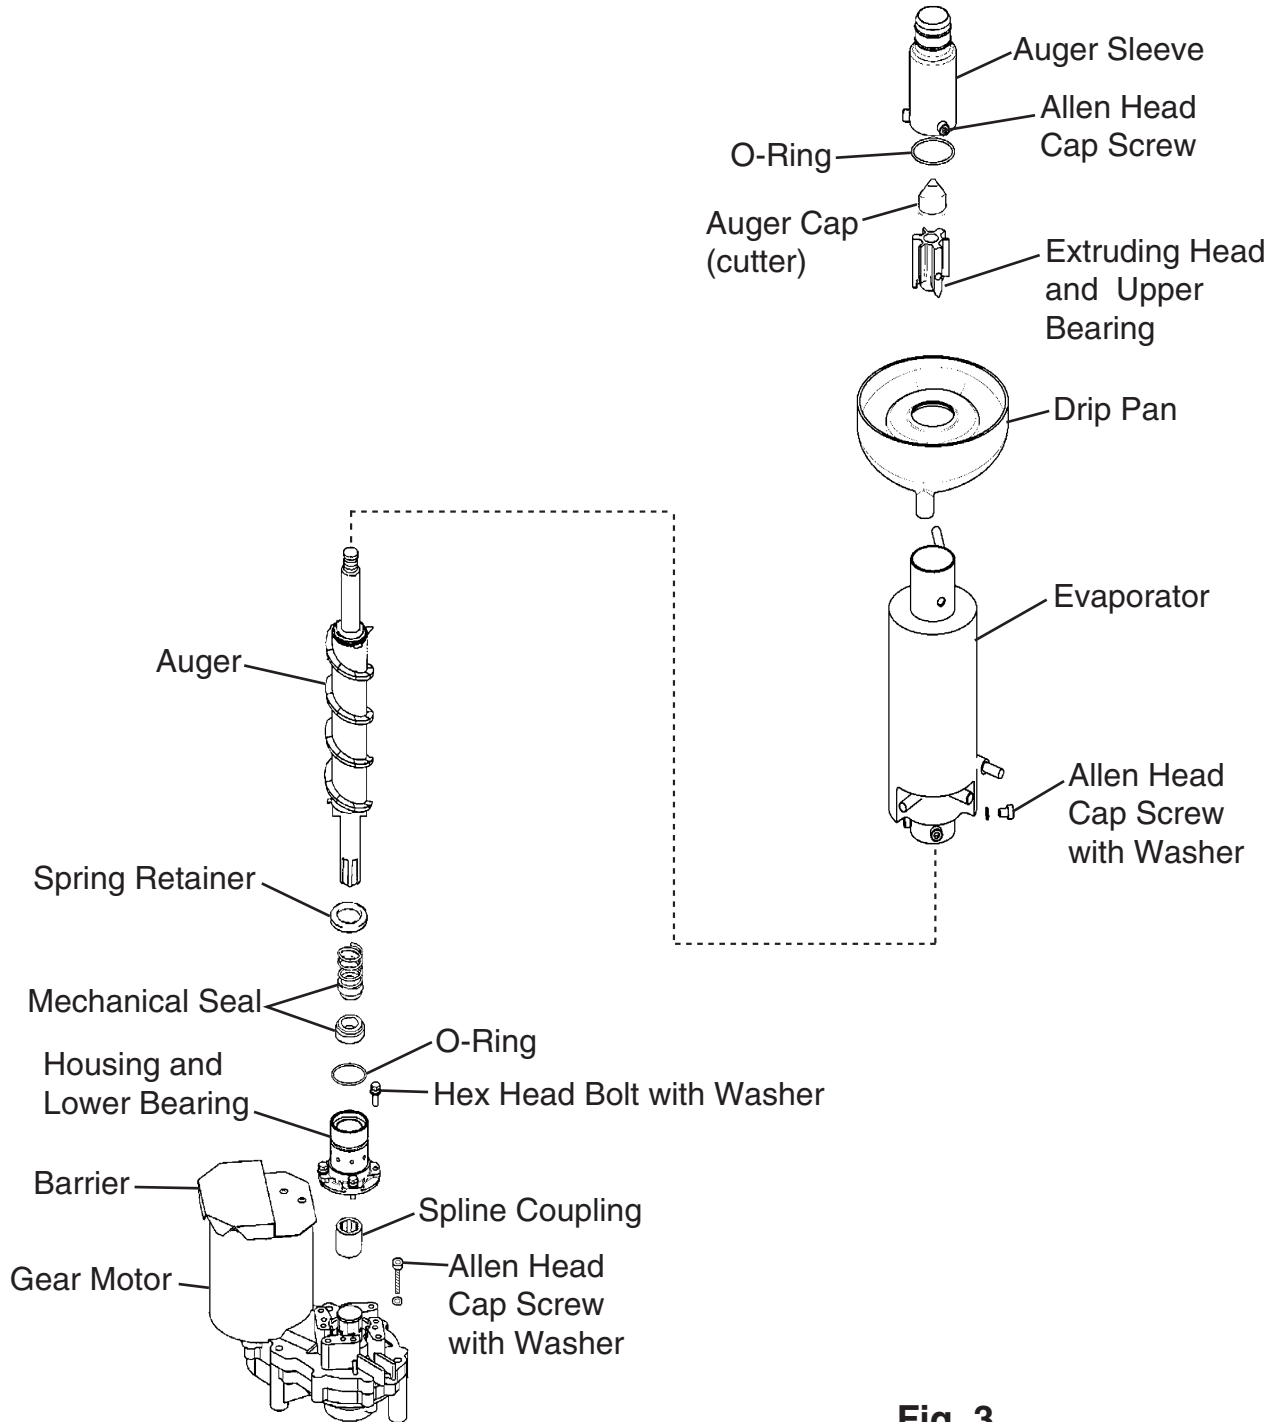 Auger Sleeve
Allen Head
Cap Screw
O-Ring
Auger Cap
(cutter)
Extruding Head
and Upper
Bearing
Drip Pan
Evaporator
Auger
Allen Head
Cap Screw
with Washer
Spring Retainer
Mechanical Seal
O-Ring
Housing and
Lower Bearing
Hex Head Bolt with Washer
Barrier
Spline Coupling
Gear Motor
Allen Head
Cap Screw
with Washer
Fig. 3